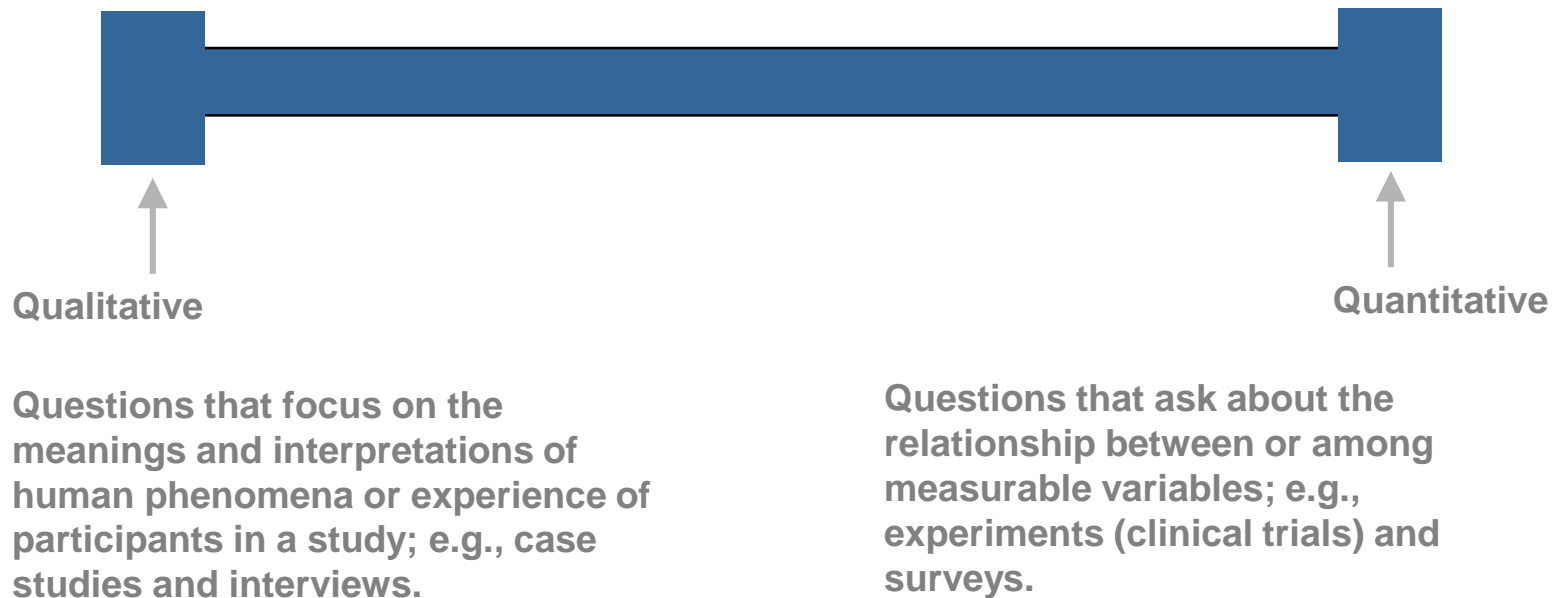 Qualitative
Quantitative
Questions that focus on the
meanings and interpretations of
human phenomena or experience of
participants in a study; e.g., case
studies and interviews.
Questions that ask about the
relationship between or among
measurable variables; e.g.,
experiments (clinical trials) and
surveys.